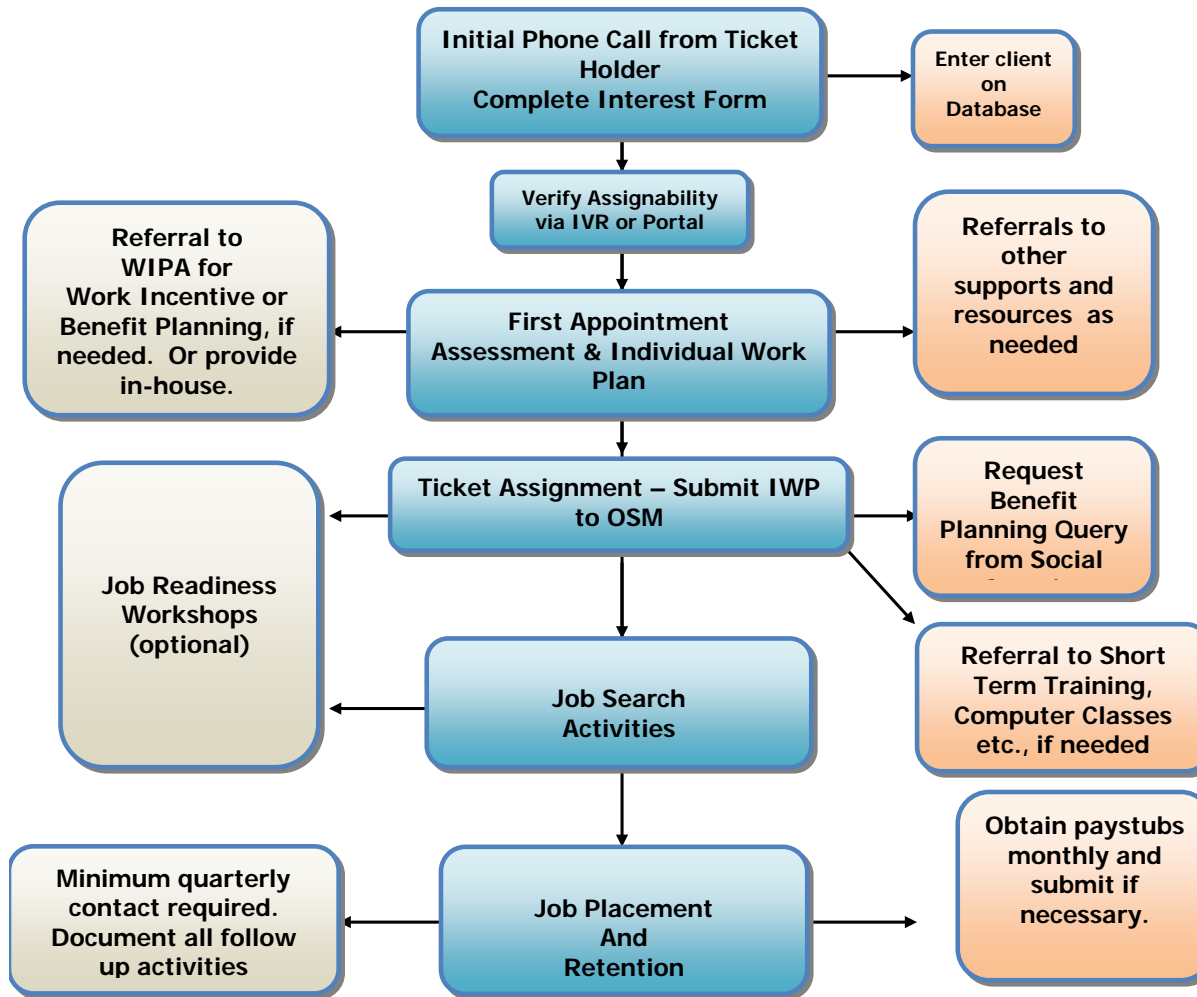 Initial Phone Call from Ticket
Holder
Complete Interest Form
Enter client
on
Database
Verify Assignability
via IVR or Portal
Referral to
WIPA for
Work Incentive or
Benefit Planning, if
needed. Or provide
in-house.
First Appointment
Assessment & Individual Work
Plan
Referrals to
other
supports and
resources as
needed
Ticket Assignment – Submit IWP
to OSM
Request
Benefit
Planning Query
from Social
Job Readiness
Workshops
(optional)
Referral to Short
Term Training,
Computer Classes
etc., if needed
Job Search
Activities
Minimum quarterly
contact required.
Document all follow
up activities
Job Placement
And
Retention
Obtain paystubs
monthly and
submit if
necessary.